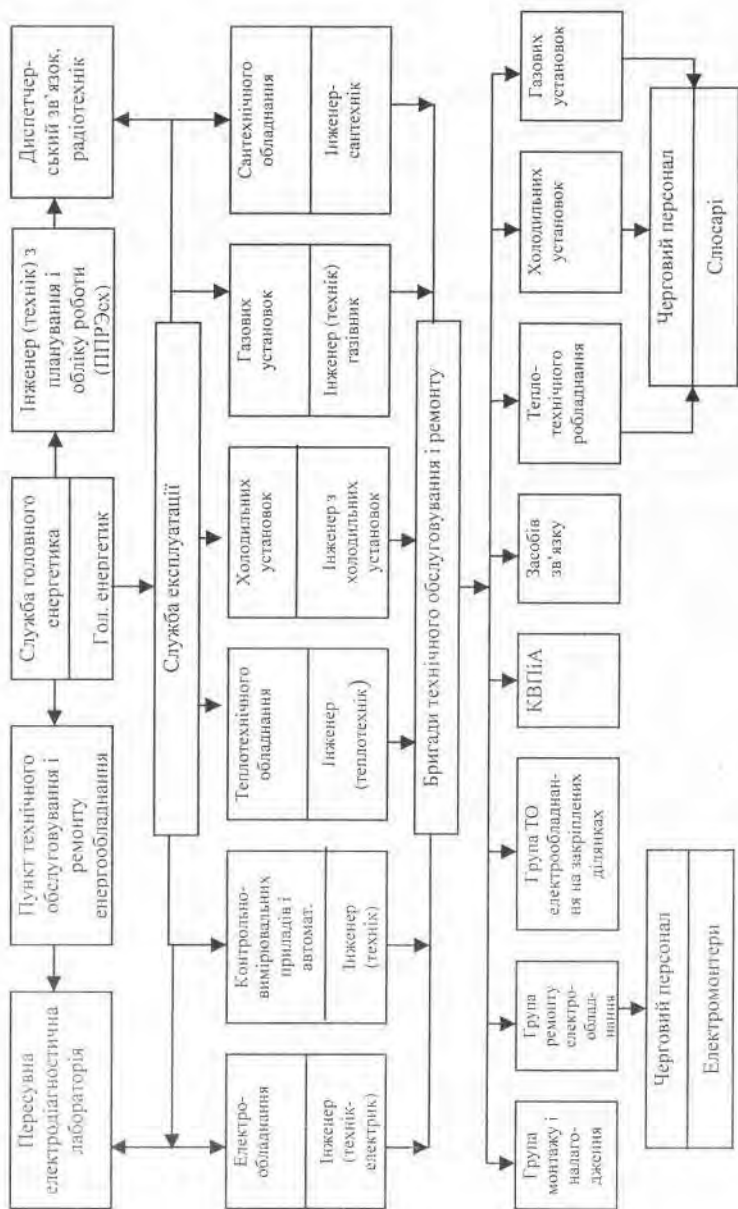 Пересувна
електродіагностична
лабораторія
Пункт технічного
обслуговування і
ремонту
енергообладнання
Служба головного
енергетика
Гол. енергетик
Інженер (технік) з
планування і
обліку роботи
(ППРЭсх)
Диспетчер-
ський зв`язок,
радіотехнік
Служба експлуатації
Електро-
обладнання
Інженер
(технік-
електрик)
Контрольно-
вимірювальних
приладів і
автомат.
Інженер
(техніх)
Теплотехнічного
обладнання
Інженер
(теплотехнік)
Холодильних
установок
Інженер з
холодильних
установок
Газових
установок
Інженер (технік)
газівник
Сантехнічного
обладнання
Інженер-
сантехнік
Бригади технічного обслуговування і ремонту
Група
монтажу і
налаго-
дження
Група
ремонту
електро-
облад-
нання
Група ТО
електрообладнан-
ня на закріплених
ділянках
КВПіА
Засобів
зв'язку
Тепло-
технічного
робладнання
Холодильних
установок
Газових
установок
Черговий персонал
Електромонтери
Черговий персонал
Слюсарі